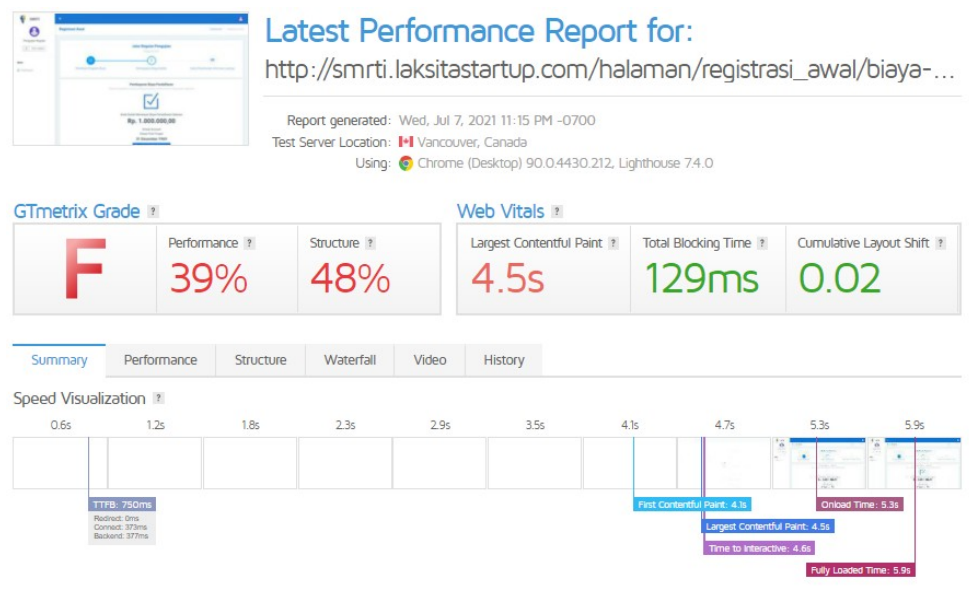 SMRTI
Latest Performance Report for:
http://smrti.laksitastartup.com/halaman/registrasi_awal/biaya-...
Rp. 1.000.000,00
Report generated: Wed, Jul 7, 2021 11:15 PM -0700
Test Server Location: Vancouver, Canada
Using: Chrome (Desktop) 90.0.4430.212, Lighthouse 7.4.0
GTmetrix Grade ?
Web Vitals ?
F
Performance ?
39%
Structure ?
48%
Largest Contentful Paint ?
4.5s
Total Blocking Time ?
129ms
Cumulative Layout Shift ?
0.02
Summary Performance Structure Waterfall Video History
Speed Visualization ?
0.6s 1.2s 1.8s 2.3s 2.9s 3.5s 4.1s 4.7s 5.3s 5.9s
TTFB: 750ms
Redirect: 0ms
Connect: 373ms
Backend: 377ms
First Contentful Paint: 4.1s
Onload Time: 5.3s
Largest Contentful Paint: 4.5s
Time to Interactive: 4.6s
Fully Loaded Time: 5.9s